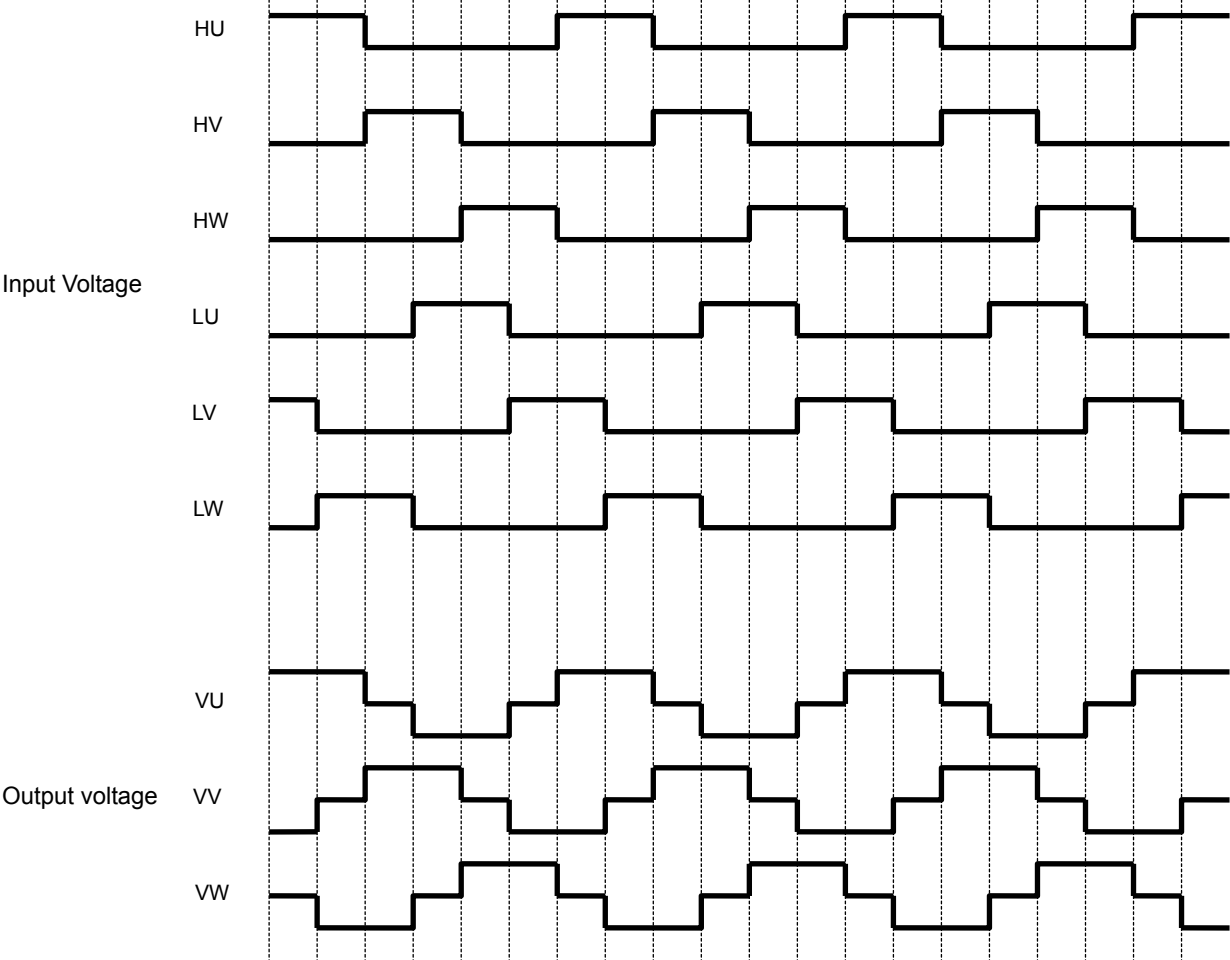 HU
HV
HW
Input Voltage
LU
LV
LW
VU
Output voltage
VV
VW